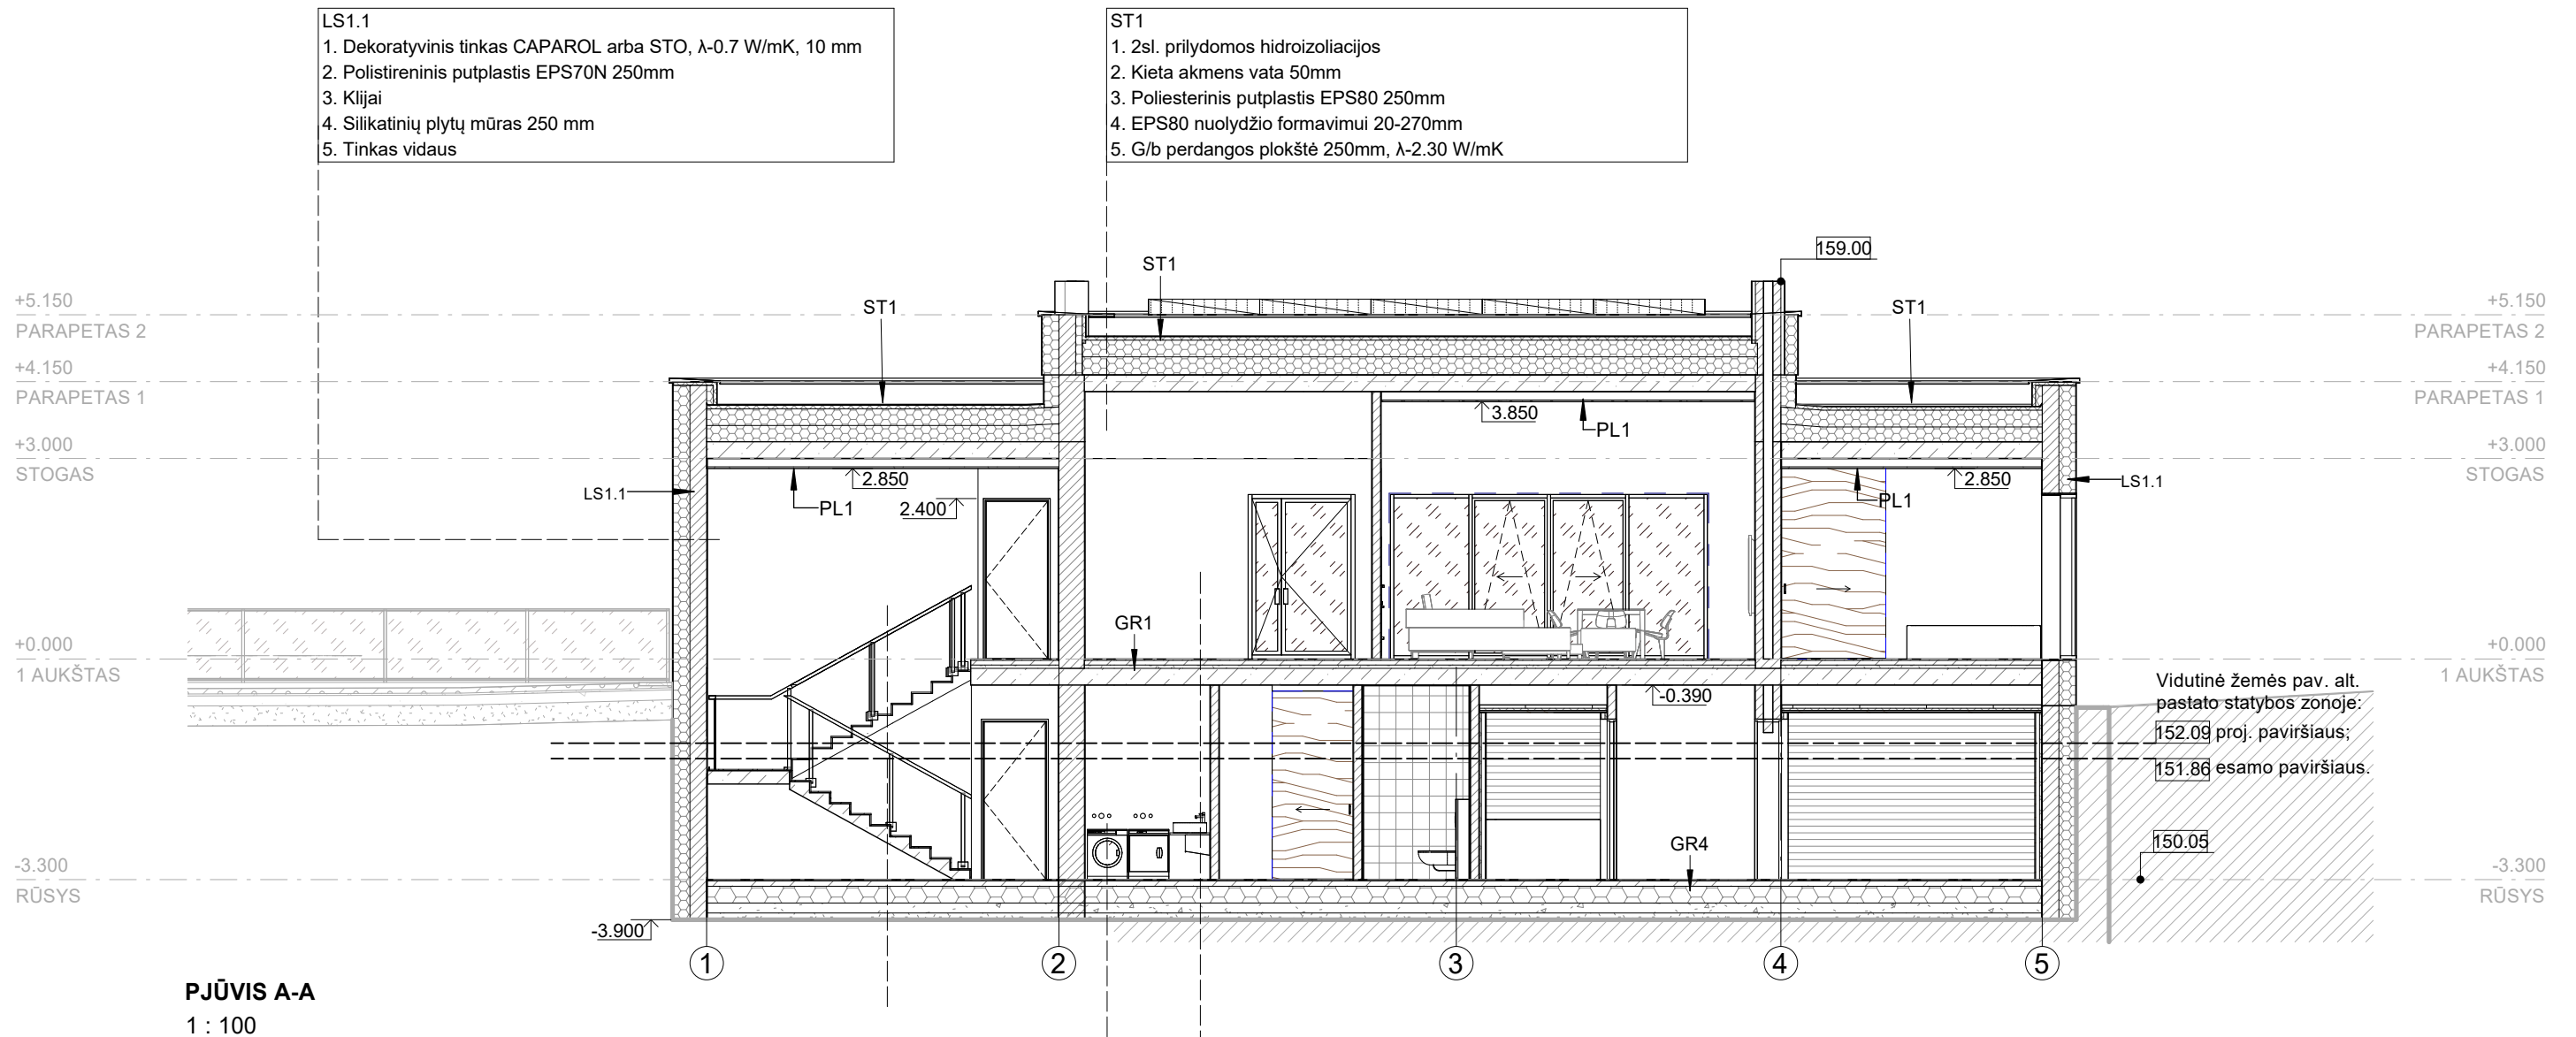 LS1.1
1. Dekoratyvinis tinkas CAPAROL arba STO, λ-0.7 W/mK, 10 mm
2. Polistireninis putplastis EPS70N 250mm
3. Klijai
4. Silikatinių plytų mūras 250 mm
5. Tinkas vidaus
ST1
1. 2sl. prilydomos hidroizoliacijos
2. Kieta akmens vata 50mm
3. Poliesterinis putplastis EPS80 250mm
4. EPS80 nuolydžio formavimui 20-270mm
5. G/b perdangos plokštė 250mm, λ-2.30 W/mK
159.00
ST1
+5.150
PARAPETAS 2
ST1
ST1
+5.150
PARAPETAS 2
+4.150
PARAPETAS 1
+4.150
PARAPETAS 1
3.850
PL1
+3.000
STOGAS
+3.000
STOGAS
LS1.1
2.850
PL1
2.400
2.850
PL1
LS1.1
GR1
+0.000
1 AUKŠTAS
+0.000
1 AUKŠTAS
-0.390
Vidutinė žemės pav. alt.
pastato statybos zonoje:
152.09 proj. paviršiaus;
151.86 esamo paviršiaus.
GR4
150.05
-3.300
RŪSYS
-3.300
RŪSYS
-3.900
1
2
3
4
5
PJŪVIS A-A
1 : 100